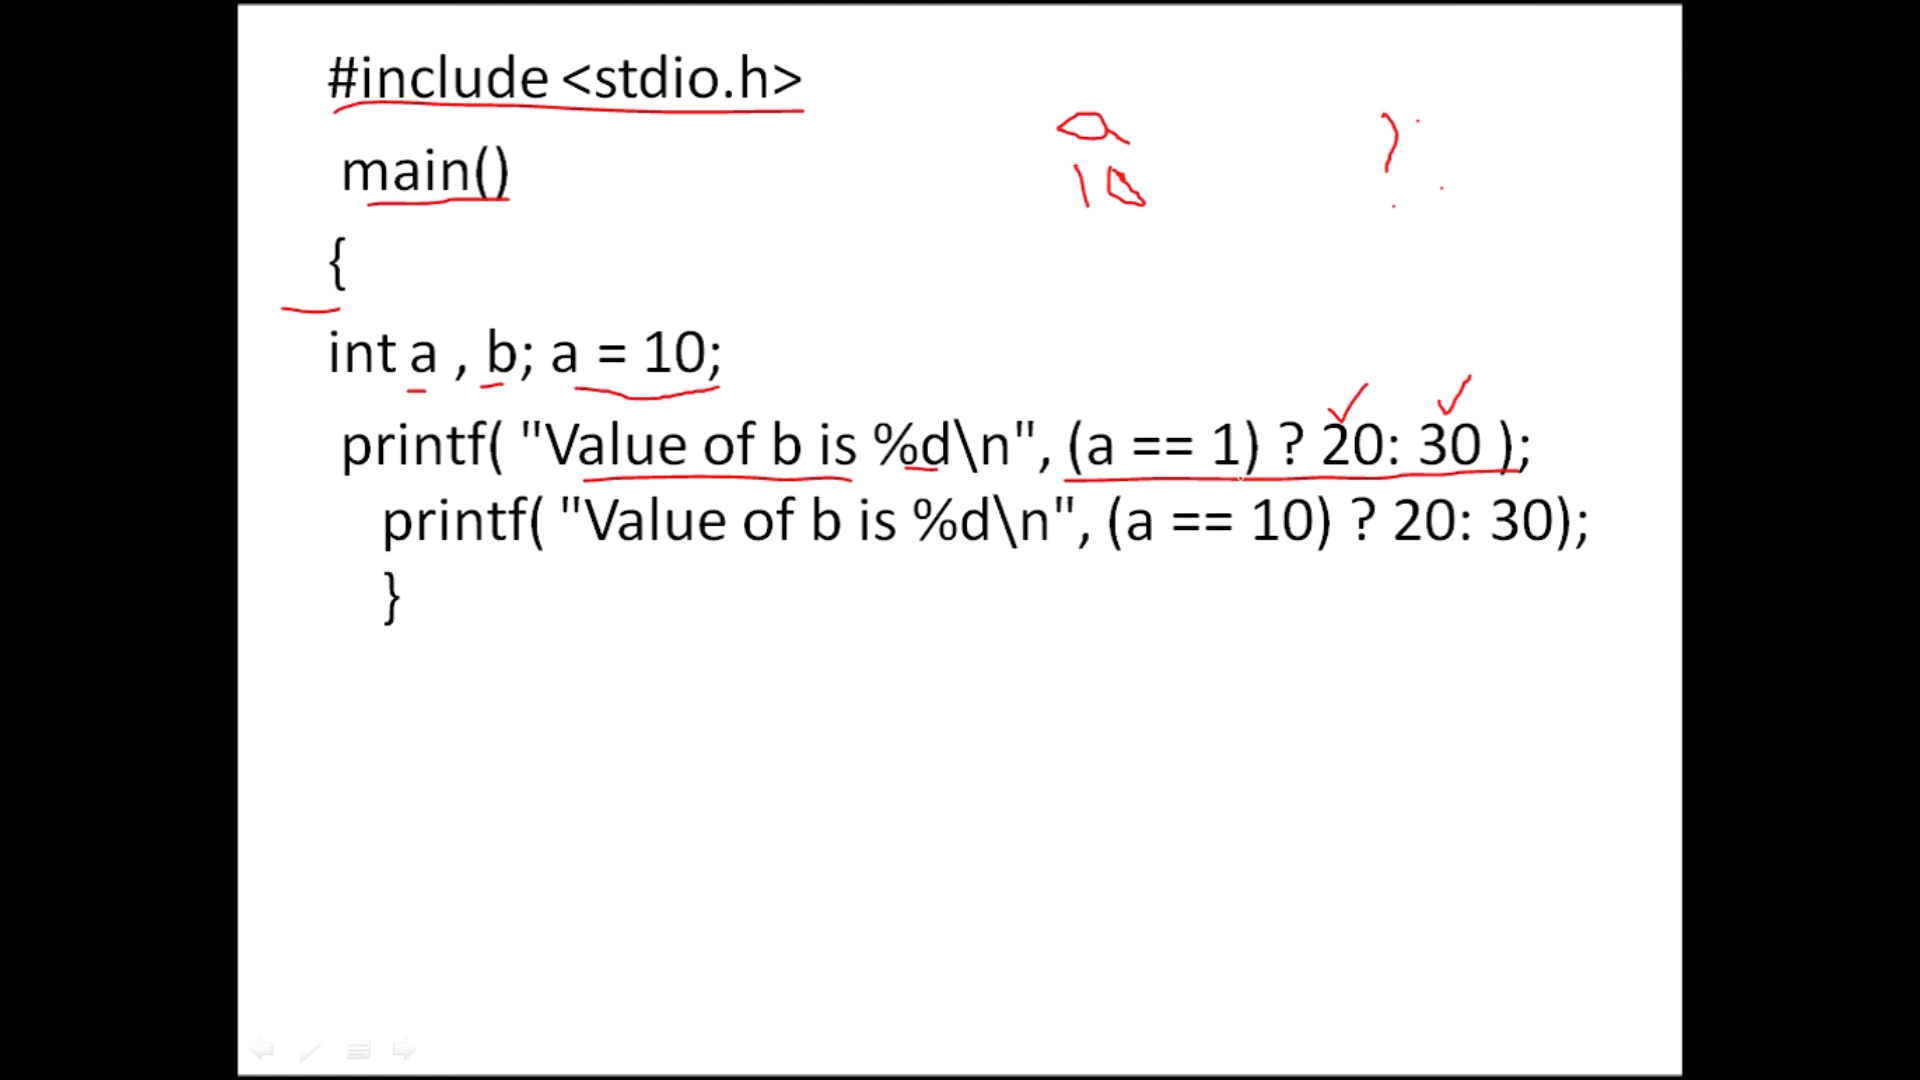 #include <stdio.h>
a
?:
10
main()
{
int a , b; a = 10;
printf( "Value of b is %d\n", (a == 1) ? 20: 30 );
printf( "Value of b is %d\n", (a == 10) ? 20: 30);
}